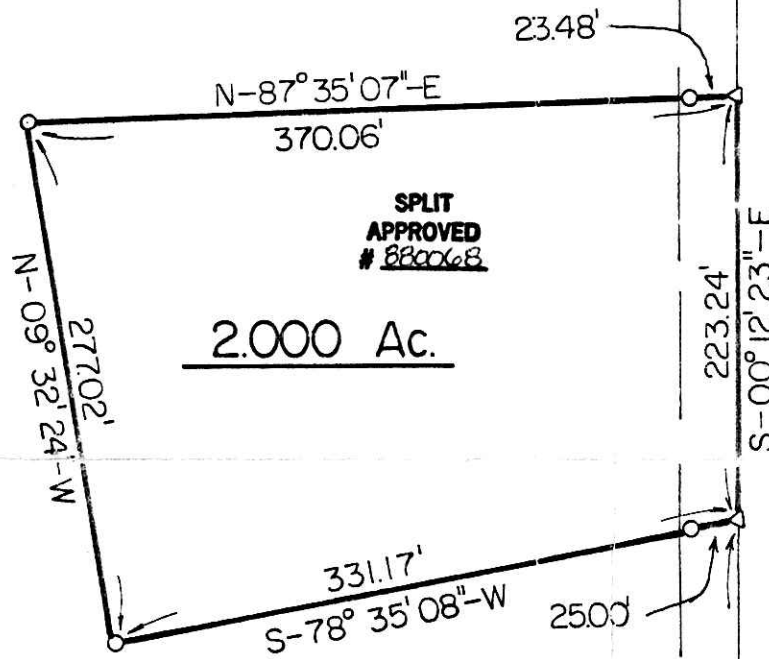 23.48'
N-87° 35' 07"-E
370.06'
SPLIT
APPROVED
# 880068
2.000 Ac.
N-09° 32' 24-W
277.02'
223.24'
S-00° 12' 23"-E
331.17'
S-78° 35' 08"-W
25.00'